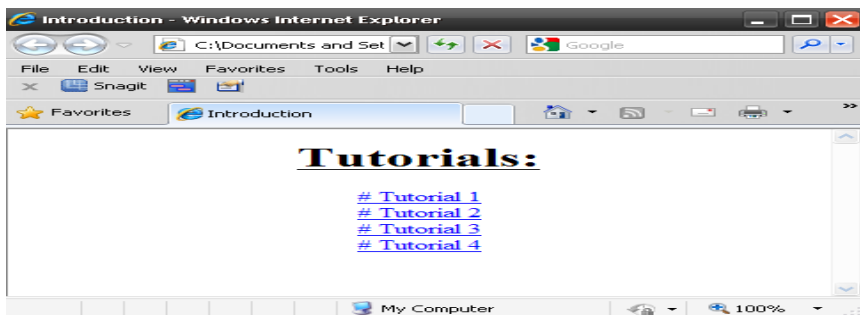 Introduction - Windows Internet Explorer
C:\Documents and Set
Google
File Edit View Favorites Tools Help
Snagit
Favorites Introduction
»
Tutorials:
# Tutorial 1
# Tutorial 2
# Tutorial 3
# Tutorial 4
My Computer 100%